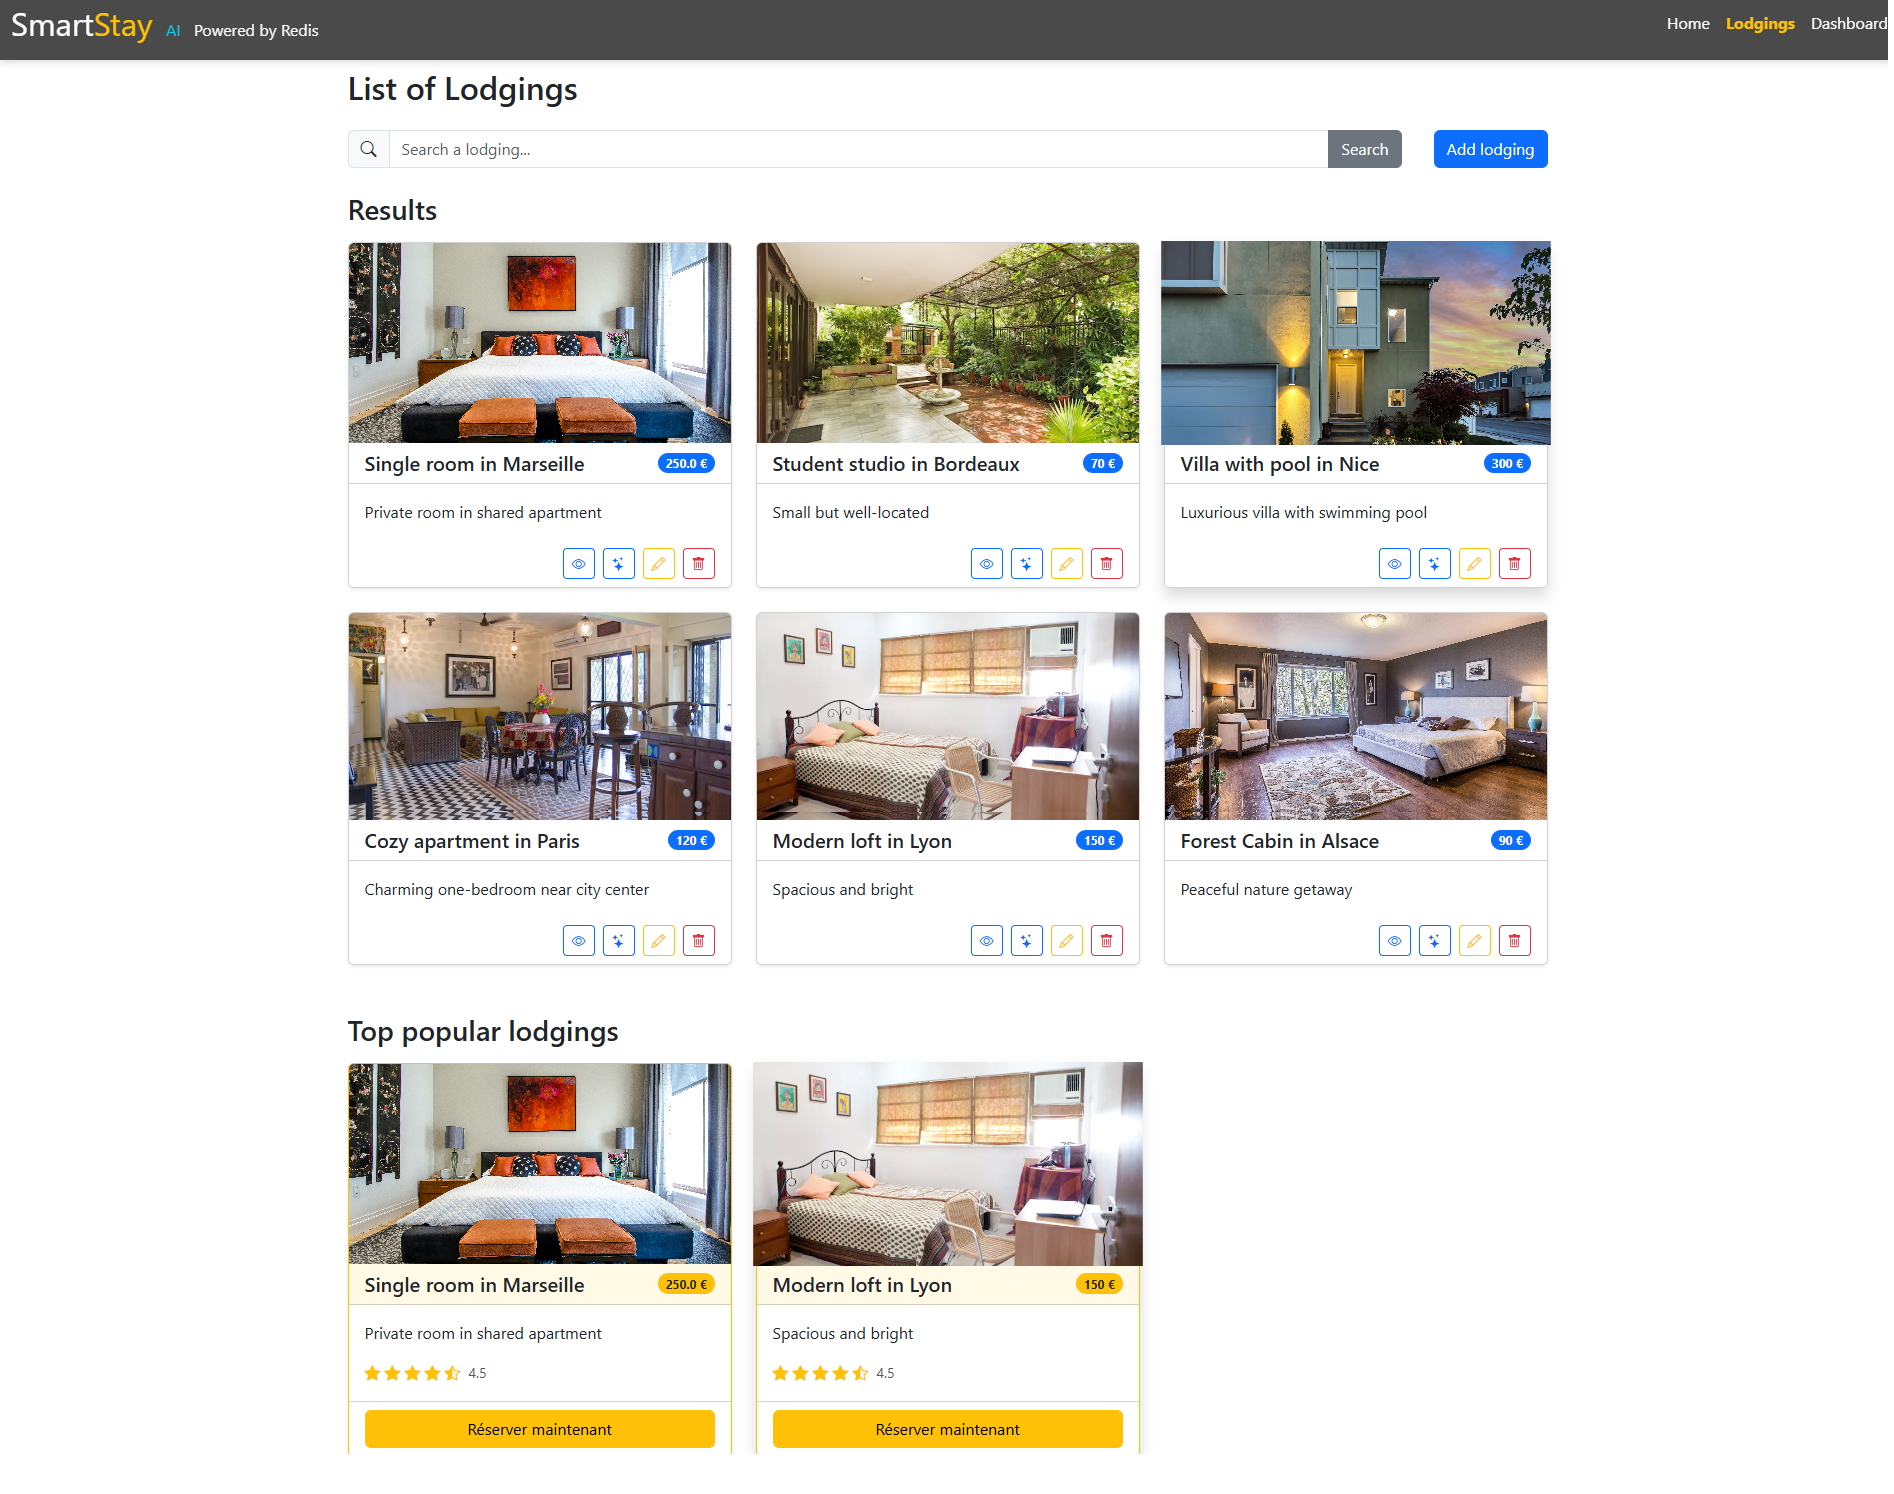 SmartStay AI Powered by Redis
Home Lodgings Dashboard
List of Lodgings
Search a lodging... Search Add lodging
Results
Single room in Marseille 250.0 €
Private room in shared apartment
Student studio in Bordeaux 70 €
Small but well-located
Villa with pool in Nice 300 €
Luxurious villa with swimming pool
Cozy apartment in Paris 120 €
Charming one-bedroom near city center
Modern loft in Lyon 150 €
Spacious and bright
Forest Cabin in Alsace 90 €
Peaceful nature getaway
Top popular lodgings
Single room in Marseille 250.0 €
Private room in shared apartment
4.5
Réserver maintenant
Modern loft in Lyon 150 €
Spacious and bright
4.5
Réserver maintenant